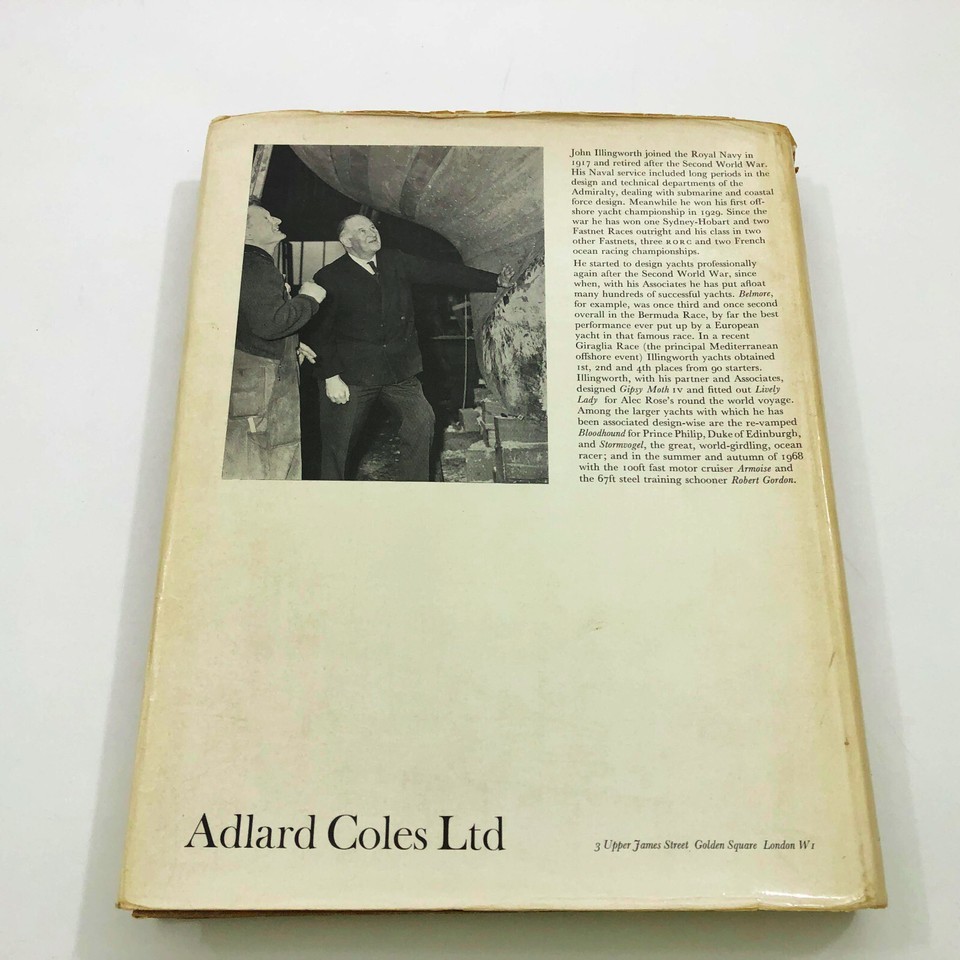 John Illingworth joined the Royal Navy in
1917 and retired after the Second World War.
His Naval service included long periods in the
design and technical departments of the
Admiralty, dealing with submarine and coastal
force design. Meanwhile he won his first off-
shore yacht championship in 1929. Since the
war he has won one Sydney-Hobart and two
Fastnet Races outright and his class in two
other Fastnets, three RORC and two French
ocean racing championships.
He started to design yachts professionally
again after the Second World War, since
when, with his Associates he has put afloat
many hundreds of successful yachts. Belmore,
for example, was once third and once second
overall in the Bermuda Race, by far the best
performance ever put up by a European
yacht in that famous race. In a recent
Giraglia Race (the principal Mediterranean
offshore event) Illingworth yachts obtained
1st, 2nd and 4th places from 90 starters.
Illingworth, with his partner and Associates,
designed Gipsy Moth IV and fitted out Lively
Lady for Alec Rose's round the world voyage.
Among the larger yachts with which he has
been associated design-wise are the re-vamped
Bloodhound for Prince Philip, Duke of Edinburgh,
and Stormvogel, the great, world-girdling, ocean
racer; and in the summer and autumn of 1968
with the 100ft fast motor cruiser Armoise and
the 67ft steel training schooner Robert Gordon.
Adlard Coles Ltd
3 Upper James Street Golden Square London W1